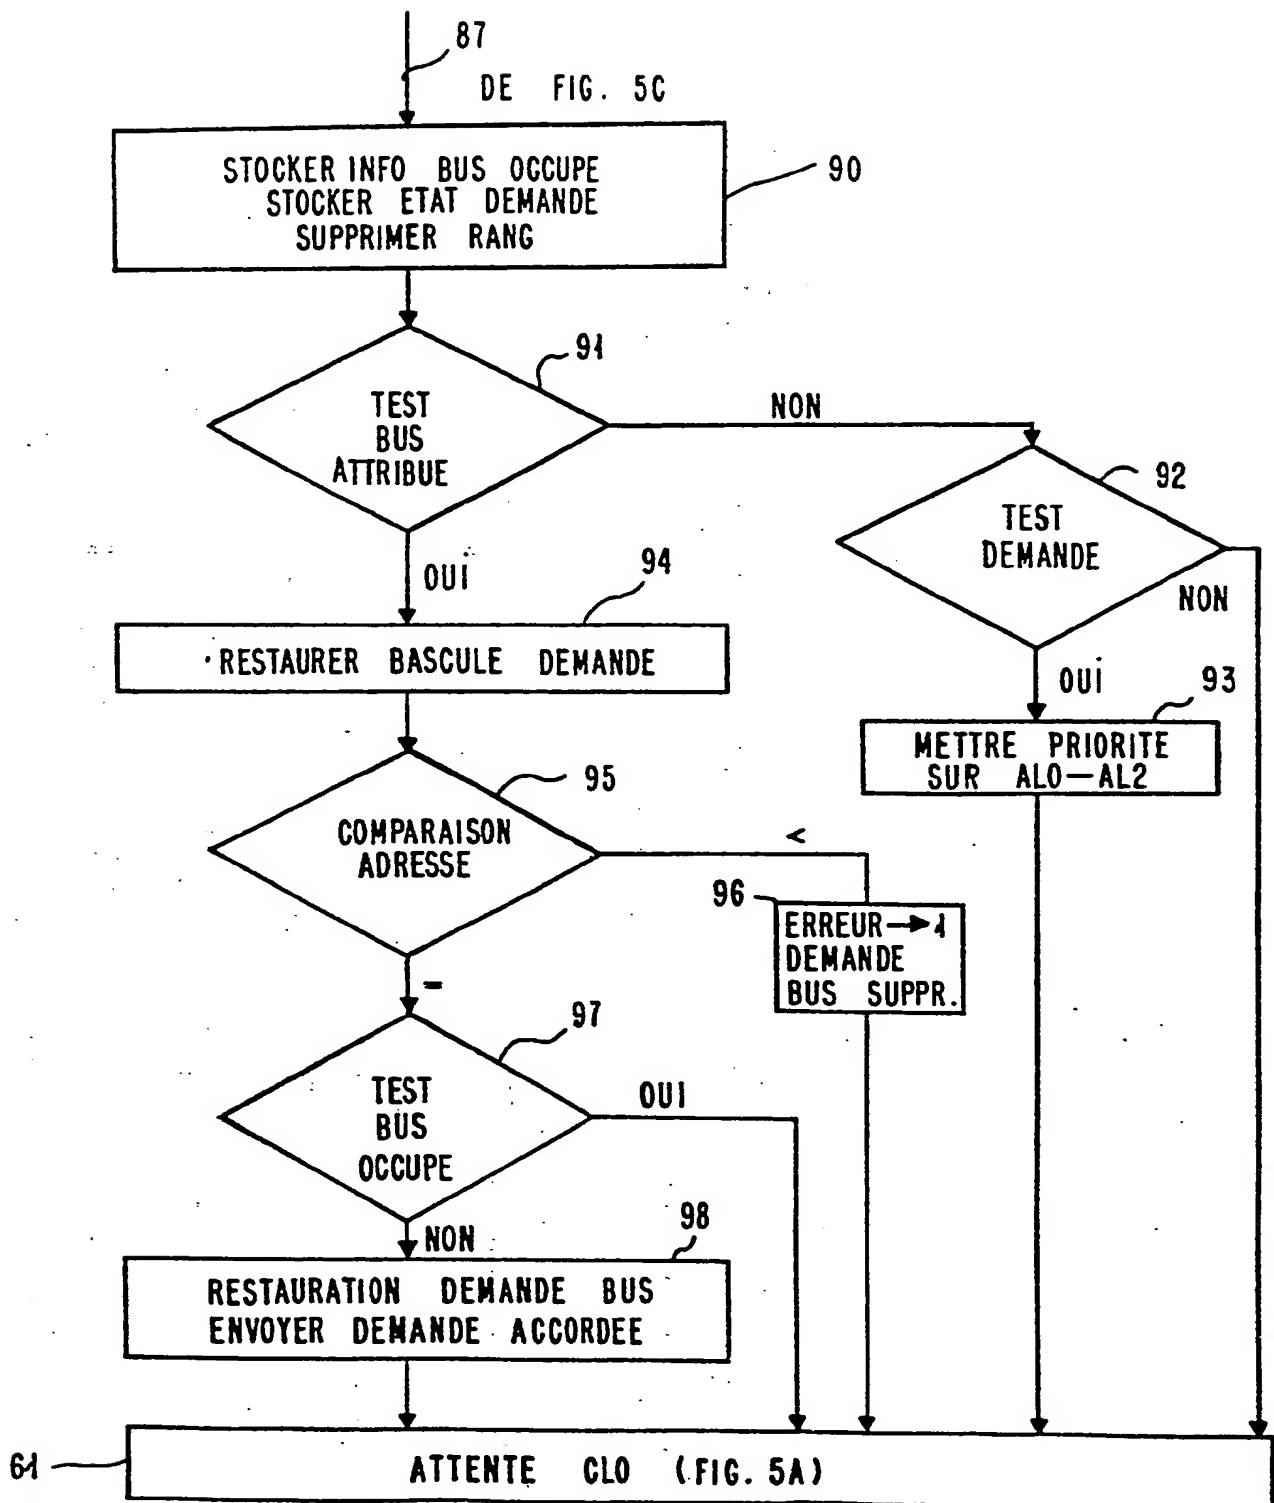 87
DE FIG. 5C
STOCKER INFO BUS OCCUPE
STOCKER ETAT DEMANDE
SUPPRIMER RANG
90
91
TEST
BUS
ATTRIBUE
NON
92
TEST
DEMANDE
NON
OUI
94
RESTAURER BASCULE DEMANDE
OUI
93
METTRE PRIORITE
SUR AL0—AL2
95
COMPARAISON
ADRESSE
<
96
ERREUR→1
DEMANDE
BUS SUPPR.
=
97
TEST
BUS
OCCUPE
OUI
NON
98
RESTAURATION DEMANDE BUS
ENVOYER DEMANDE ACCORDEE
61
ATTENTE CLO (FIG. 5A)